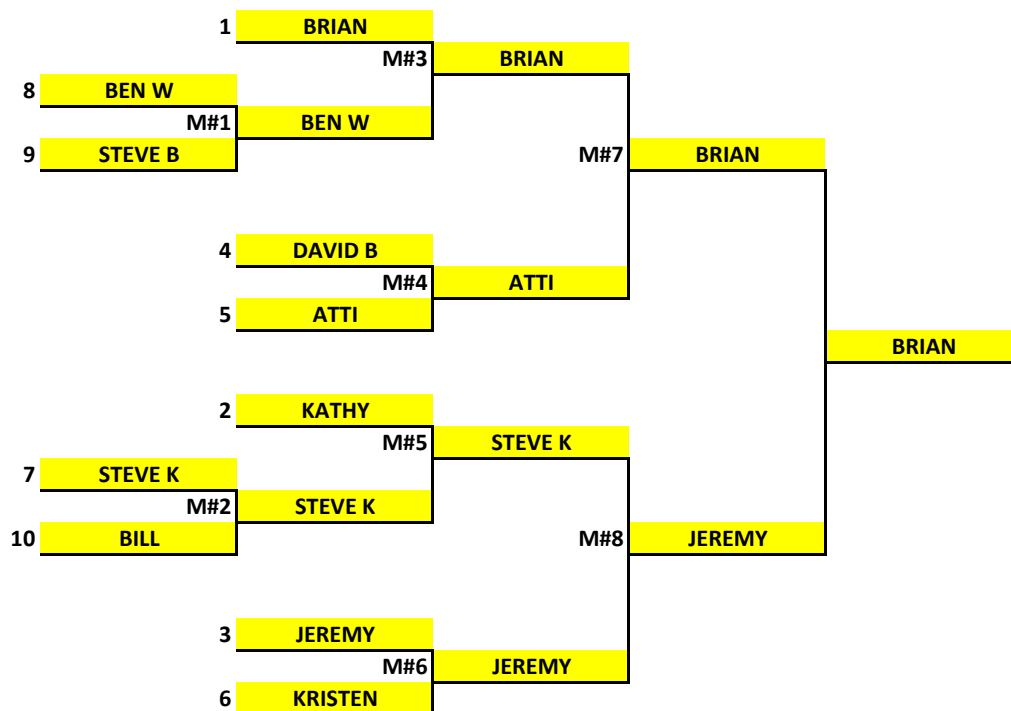 1 BRIAN
M#3 BRIAN
8 BEN W
M#1 BEN W
9 STEVE B
M#7 BRIAN
4 DAVID B
M#4 ATTI
5 ATTI
BRIAN
2 KATHY
M#5 STEVE K
7 STEVE K
M#2 STEVE K
10 BILL
M#8 JEREMY
3 JEREMY
M#6 JEREMY
6 KRISTEN